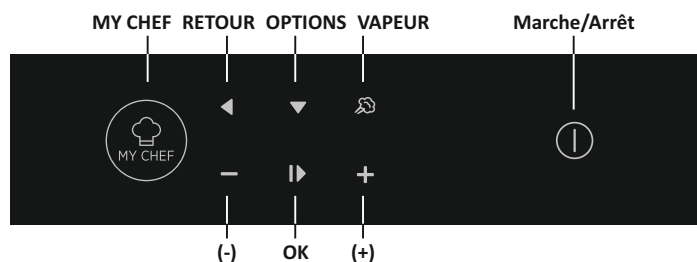 MY CHEF RETOUR OPTIONS VAPEUR Marche/Arrêt
MY CHEF
(-) OK (+)